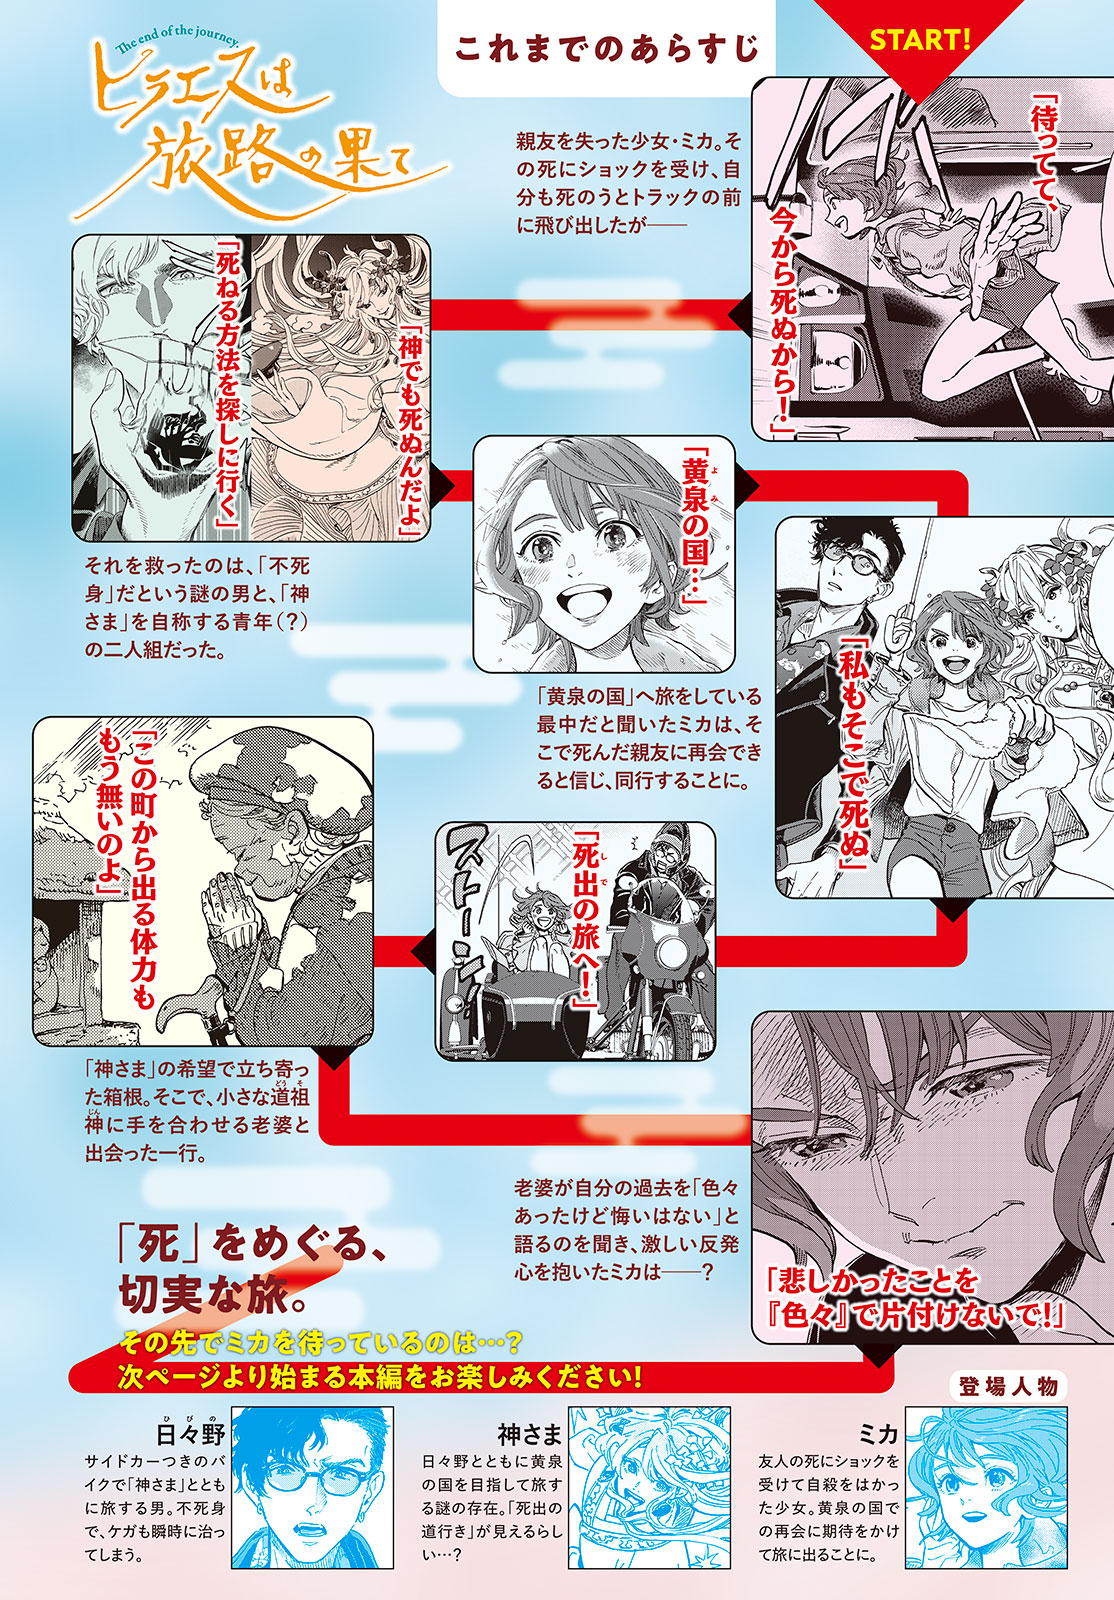 The end of the journey.
ヒラエスは
旅路の果て
これまでのあらすじ
START!
「待ってて、
今から死ぬから！」
親友を失った少女・ミカ。そ
の死にショックを受け、自
分も死のうとトラックの前
に飛び出したが――
「神でも死ぬんだよ」
「死ねる方法を探しに行く」
それを救ったのは、「不死
身」だという謎の男と、「神
さま」を自称する青年（？）
の二人組だった。
「黄泉の国…」
よみ
「黄泉の国」へ旅をしている
最中だと聞いたミカは、そ
こで死んだ親友に再会でき
ると信じ、同行することに。
「私もそこで死ぬ」
「死出の旅へ！」
しで
ストーン！
「この町から出る体力も
もう無いのよ」
「神さま」の希望で立ち寄っ
た箱根。そこで、小さな道祖
どうそ
神に手を合わせる老婆と
じん
出会った一行。
老婆が自分の過去を「色々
あったけど悔いはない」と
語るのを聞き、激しい反発
心を抱いたミカは――？
「悲しかったことを
『色々』で片付けないで！」
「死」をめぐる、
切実な旅。
その先でミカを待っているのは…？
次ページより始まる本編をお楽しみください！
登場人物
ミカ
友人の死にショックを
受けて自殺をはかっ
た少女。黄泉の国で
の再会に期待をかけ
て旅に出ることに。
神さま
日々野とともに黄泉
の国を目指して旅す
る謎の存在。「死出の
道行き」が見えるらし
い…？
日々野
ひびの
サイドカーつきのバ
イクで「神さま」ととも
に旅する男。不死身
で、ケガも瞬時に治っ
てしまう。